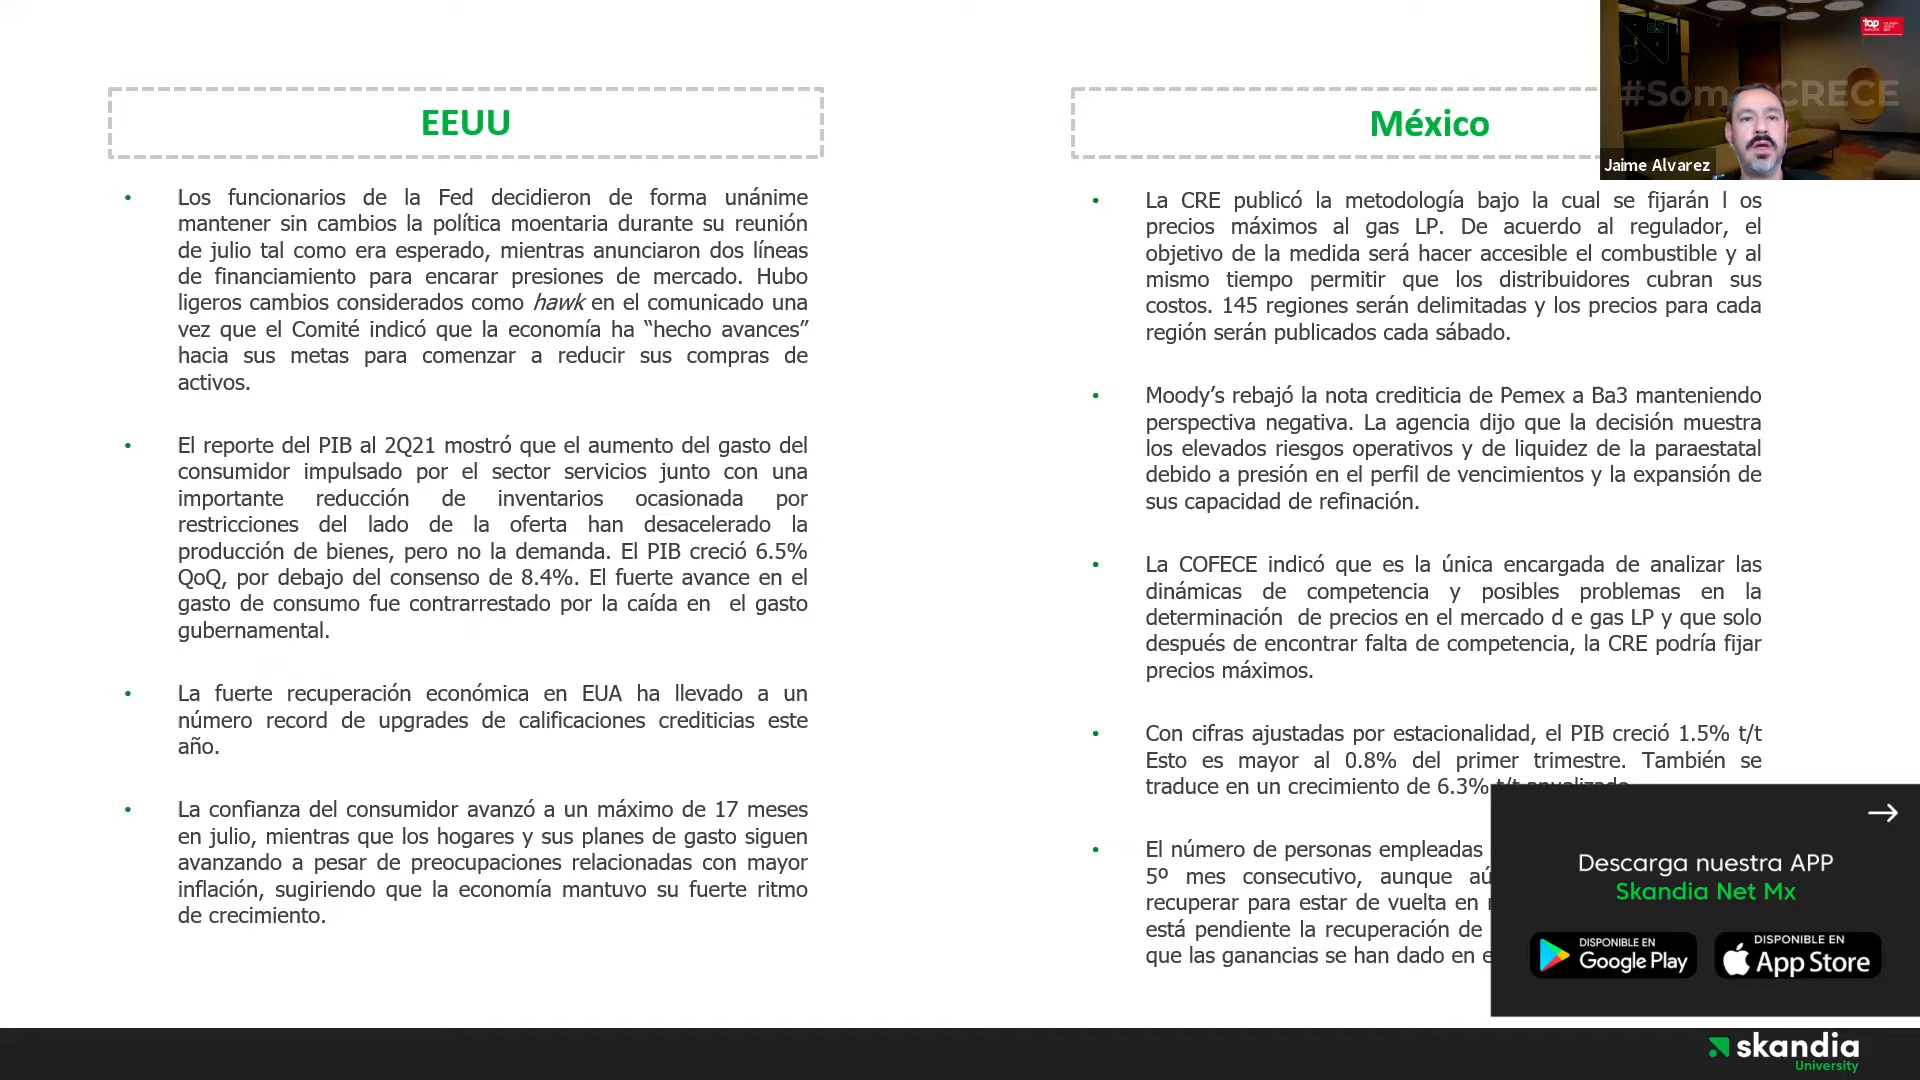 EEUU
Los funcionarios de la Fed decidieron de forma unánime
mantener sin cambios la política moentaria durante su reunión
de julio tal como era esperado, mientras anunciaron dos líneas
de financiamiento para encarar presiones de mercado. Hubo
ligeros cambios considerados como hawk en el comunicado una
vez que el Comité indicó que la economía ha “hecho avances”
hacia sus metas para comenzar a reducir sus compras de
activos.
El reporte del PIB al 2Q21 mostró que el aumento del gasto del
consumidor impulsado por el sector servicios junto con una
importante reducción de inventarios ocasionada por
restricciones del lado de la oferta han desacelerado la
producción de bienes, pero no la demanda. El PIB creció 6.5%
QoQ, por debajo del consenso de 8.4%. El fuerte avance en el
gasto de consumo fue contrarrestado por la caída en el gasto
gubernamental.
La fuerte recuperación económica en EUA ha llevado a un
número record de upgrades de calificaciones crediticias este
año.
La confianza del consumidor avanzó a un máximo de 17 meses
en julio, mientras que los hogares y sus planes de gasto siguen
avanzando a pesar de preocupaciones relacionadas con mayor
inflación, sugiriendo que la economía mantuvo su fuerte ritmo
de crecimiento.
México
La CRE publicó la metodología bajo la cual se fijarán l os
precios máximos al gas LP. De acuerdo al regulador, el
objetivo de la medida será hacer accesible el combustible y al
mismo tiempo permitir que los distribuidores cubran sus
costos. 145 regiones serán delimitadas y los precios para cada
región serán publicados cada sábado.
Moody’s rebajó la nota crediticia de Pemex a Ba3 manteniendo
perspectiva negativa. La agencia dijo que la decisión muestra
los elevados riesgos operativos y de liquidez de la paraestatal
debido a presión en el perfil de vencimientos y la expansión de
sus capacidad de refinación.
La COFECE indicó que es la única encargada de analizar las
dinámicas de competencia y posibles problemas en la
determinación de precios en el mercado d e gas LP y que solo
después de encontrar falta de competencia, la CRE podría fijar
precios máximos.
Con cifras ajustadas por estacionalidad, el PIB creció 1.5% t/t
Esto es mayor al 0.8% del primer trimestre. También se
traduce en un crecimiento de 6.3% t/t anualizado.
El número de personas empleadas
5º mes consecutivo, aunque
recuperar para estar de vuelta en
está pendiente la recuperación de
que las ganancias se han dado en
top
#Som CRECE
Jaime Alvarez
Descarga nuestra APP
Skandia Net Mx
DISPONIBLE EN
Google Play
DISPONIBLE EN
App Store
skandia
University